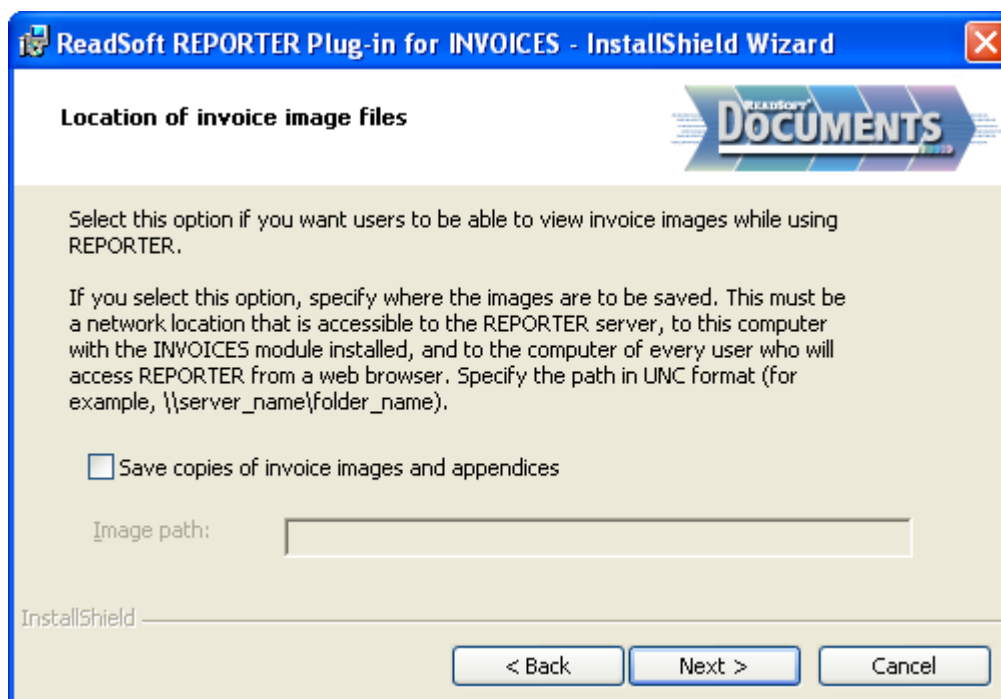 ReadSoft REPORTER Plug-in for INVOICES - InstallShield Wizard
Location of invoice image files
READSOFT®
DOCUMENTS
Select this option if you want users to be able to view invoice images while using
REPORTER.
If you select this option, specify where the images are to be saved. This must be
a network location that is accessible to the REPORTER server, to this computer
with the INVOICES module installed, and to the computer of every user who will
access REPORTER from a web browser. Specify the path in UNC format (for
example, \\server_name\folder_name).
Save copies of invoice images and appendices
Image path:
InstallShield
< Back
Next >
Cancel